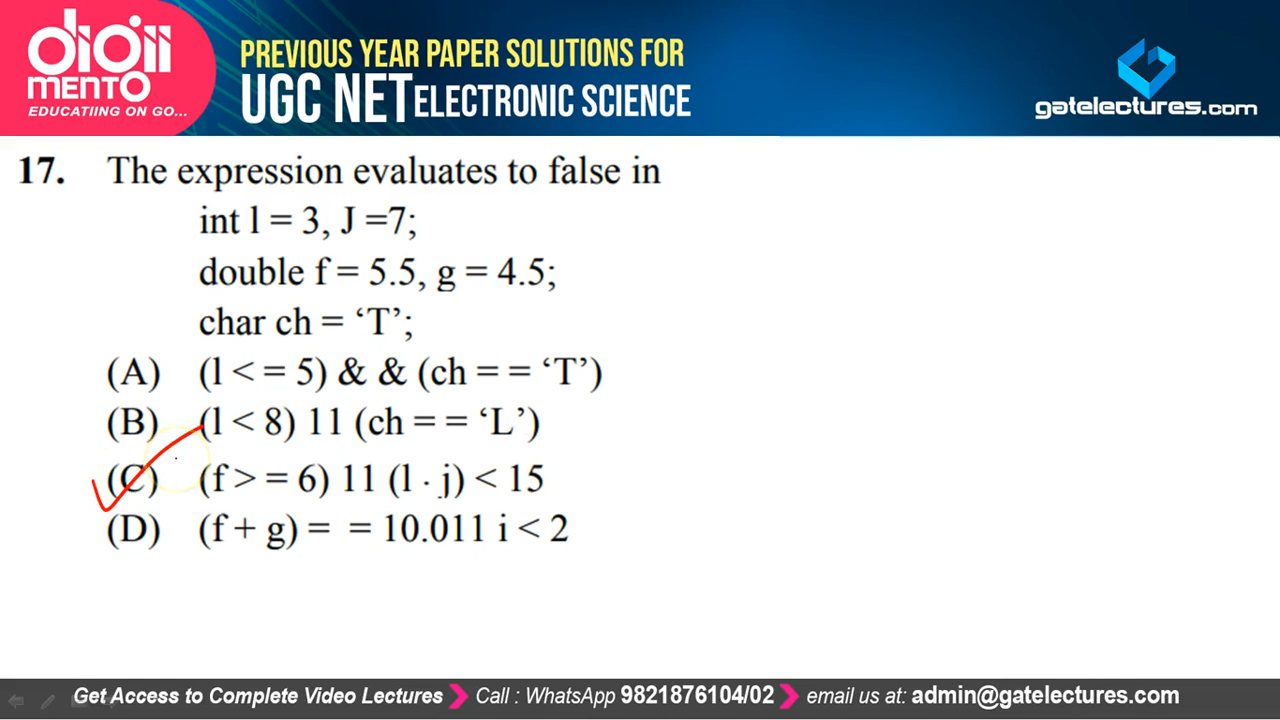 diGii
MENTO
EDUCATIING ON GO...
PREVIOUS YEAR PAPER SOLUTIONS FOR
UGC NET ELECTRONIC SCIENCE
gatelectures.com
17. The expression evaluates to false in
int l = 3, J =7;
double f = 5.5, g = 4.5;
char ch = ‘T’;
(A) (l < = 5) & & (ch = = ‘T’)
(B) (l < 8) 11 (ch = = ‘L’)
(C) (f > = 6) 11 (l · j) < 15
(D) (f + g) = = 10.011 i < 2
Get Access to Complete Video Lectures Call : WhatsApp 9821876104/02 email us at: admin@gatelectures.com